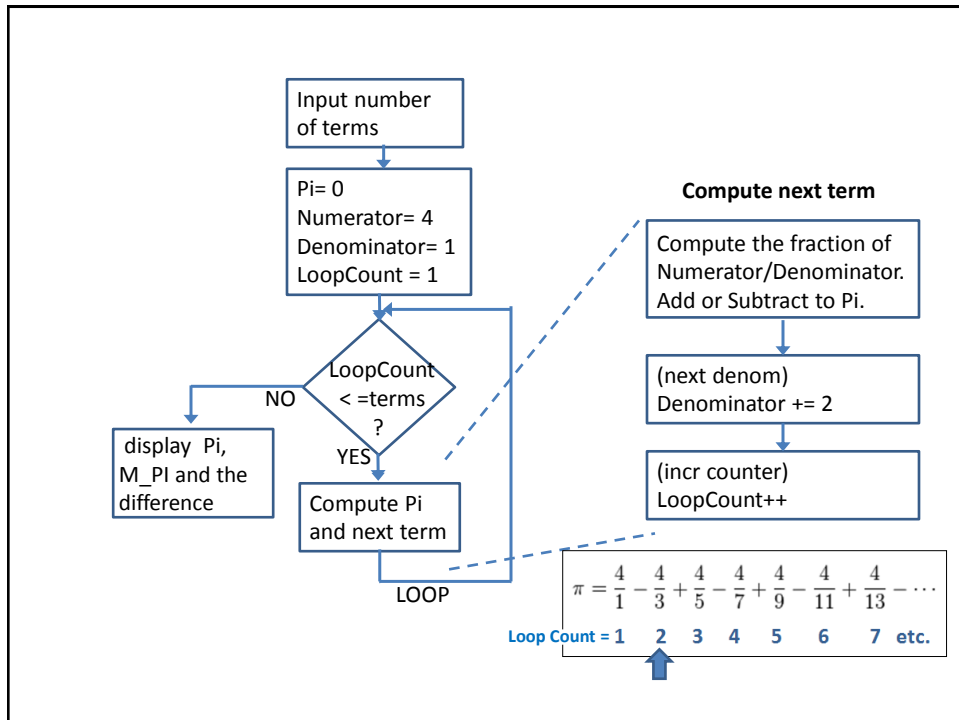 Input number
of terms
Pi= 0
Numerator= 4
Denominator= 1
LoopCount = 1
LoopCount
< =terms
?
NO
YES
display Pi,
M_PI and the
difference
Compute Pi
and next term
LOOP
Compute next term
Compute the fraction of
Numerator/Denominator.
Add or Subtract to Pi.
(next denom)
Denominator += 2
(incr counter)
LoopCount++
π = 4/1 − 4/3 + 4/5 − 4/7 + 4/9 − 4/11 + 4/13 − ···
Loop Count = 1 2 3 4 5 6 7 etc.